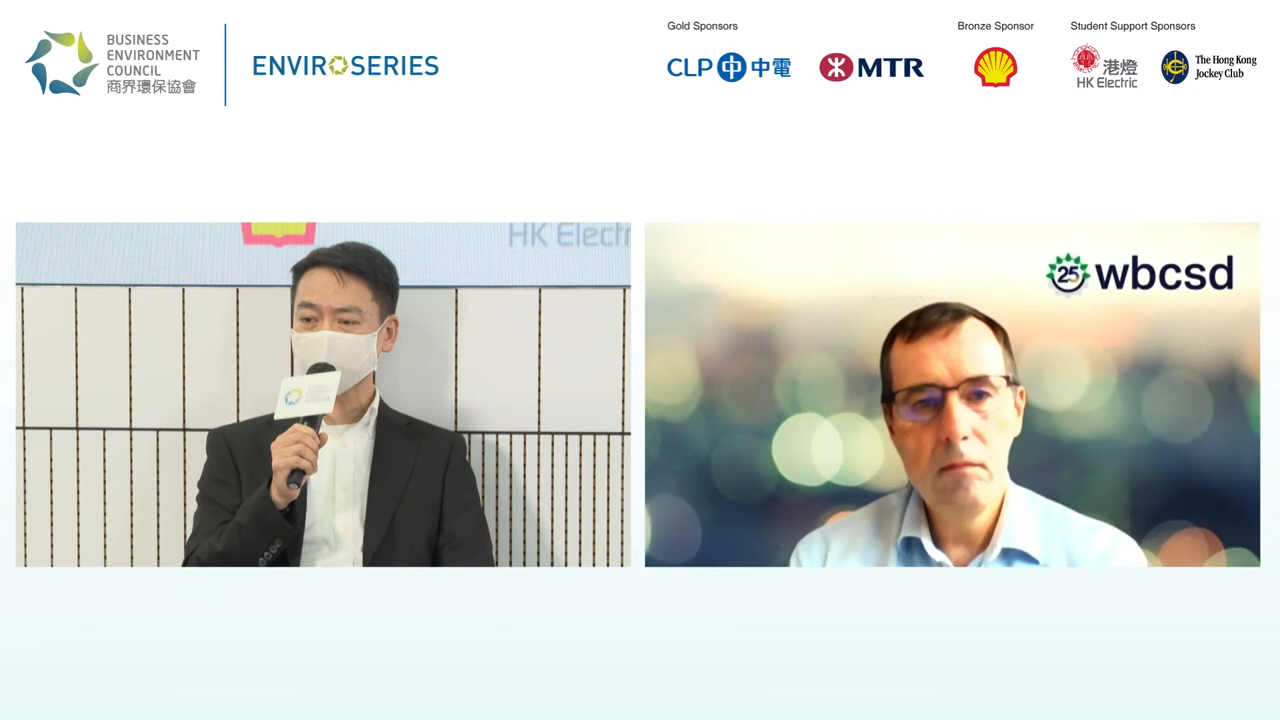 BUSINESS
ENVIRONMENT
COUNCIL
商界環保協會
ENVIROSERIES
Gold Sponsors
Bronze Sponsor
Student Support Sponsors
CLP 中電
MTR
港燈
HK Electric
The Hong Kong
Jockey Club
HK Electr
25 wbcsd